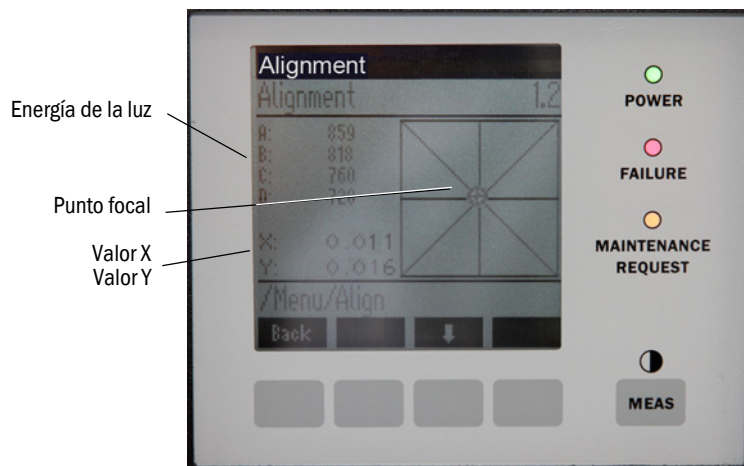 Alignment
Alignment 1.2
Energía de la luz
A: 859
B: 818
C: 760
D: 720
Punto focal
Valor X
Valor Y
X: 0.011
Y: 0.016
/Menu/Align
Back
POWER
FAILURE
MAINTENANCE
REQUEST
MEAS